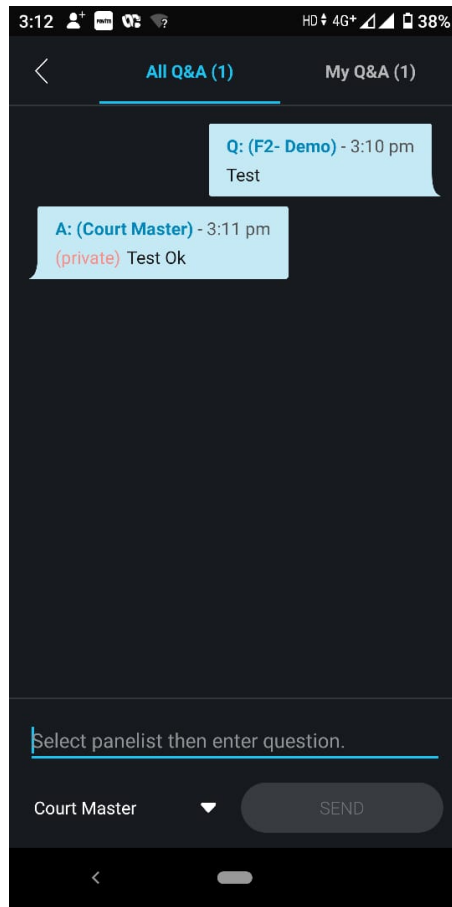 3:12 HD 4G+ 38%
All Q&A (1) My Q&A (1)
Q: (F2- Demo) - 3:10 pm
Test
A: (Court Master) - 3:11 pm
(private) Test Ok
Select panelist then enter question.
Court Master SEND